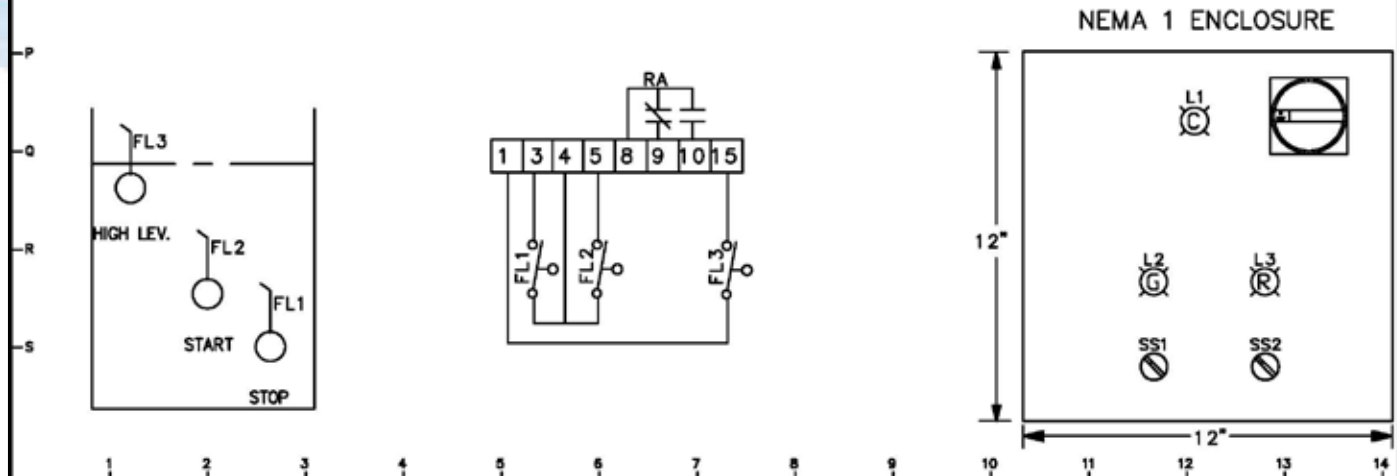 NEMA 1 ENCLOSURE
P
RA
L1
C
FL3
Q
1 3 4 5 8 9 10 15
HIGH LEV.
R
FL2
FL1
FL2
FL3
12"
L2
G
L3
R
FL1
START
S
SS1
SS2
STOP
12"
1 2 3 4 5 6 7 8 9 10 11 12 13 14